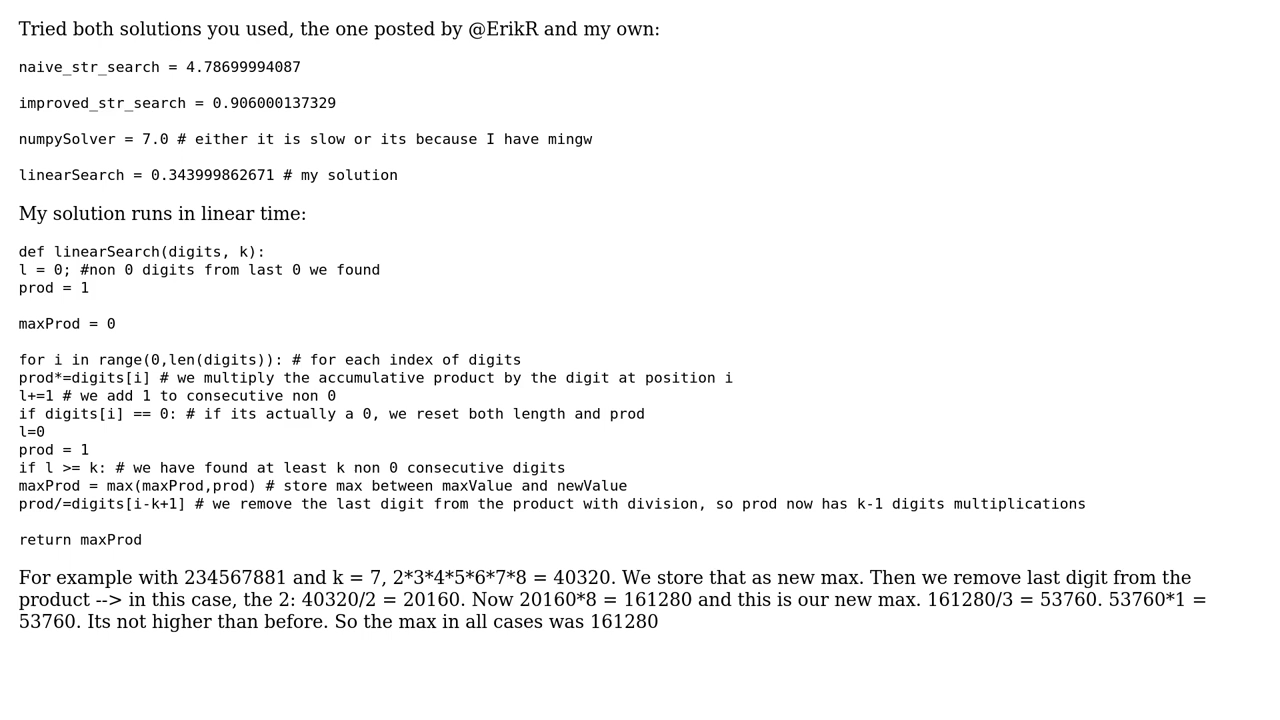 Tried both solutions you used, the one posted by @ErikR and my own:
naive_str_search = 4.78699994087
improved_str_search = 0.906000137329
numpySolver = 7.0 # either it is slow or its because I have mingw
linearSearch = 0.343999862671 # my solution
My solution runs in linear time:
def linearSearch(digits, k):
l = 0; #non 0 digits from last 0 we found
prod = 1
maxProd = 0
for i in range(0,len(digits)): # for each index of digits
prod*=digits[i] # we multiply the accumulative product by the digit at position i
l+=1 # we add 1 to consecutive non 0
if digits[i] == 0: # if its actually a 0, we reset both length and prod
l=0
prod = 1
if l >= k: # we have found at least k non 0 consecutive digits
maxProd = max(maxProd,prod) # store max between maxValue and newValue
prod/=digits[i-k+1] # we remove the last digit from the product with division, so prod now has k-1 digits multiplications
return maxProd
For example with 234567881 and k = 7, 2*3*4*5*6*7*8 = 40320. We store that as new max. Then we remove last digit from the
product --> in this case, the 2: 40320/2 = 20160. Now 20160*8 = 161280 and this is our new max. 161280/3 = 53760. 53760*1 =
53760. Its not higher than before. So the max in all cases was 161280